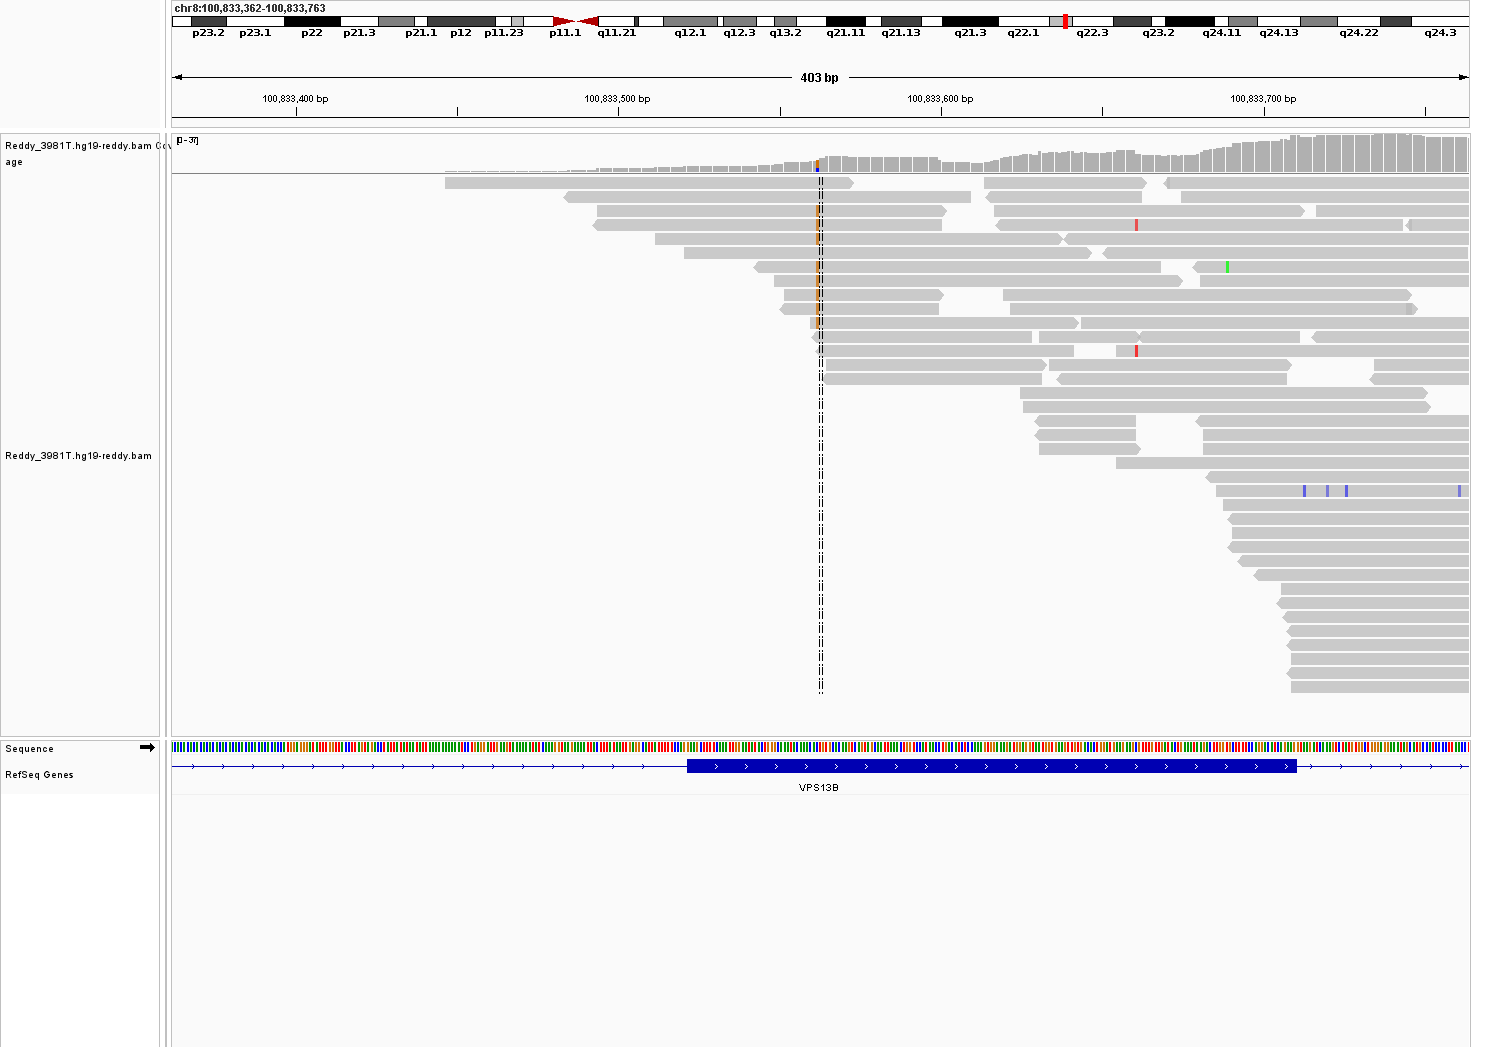 chr8:100,833,362-100,833,763
p23.2 p23.1 p22 p21.3 p21.1 p12 p11.23 p11.1 q11.21 q12.1 q12.3 q13.2 q21.11 q21.13 q21.3 q22.1 q22.3 q23.2 q24.11 q24.13 q24.22 q24.3
403 bp
100,833,400 bp 100,833,500 bp 100,833,600 bp 100,833,700 bp
[0 - 37]
Reddy_3981T.hg19-reddy.bam Cov
age
Reddy_3981T.hg19-reddy.bam
Sequence
RefSeq Genes
VPS13B